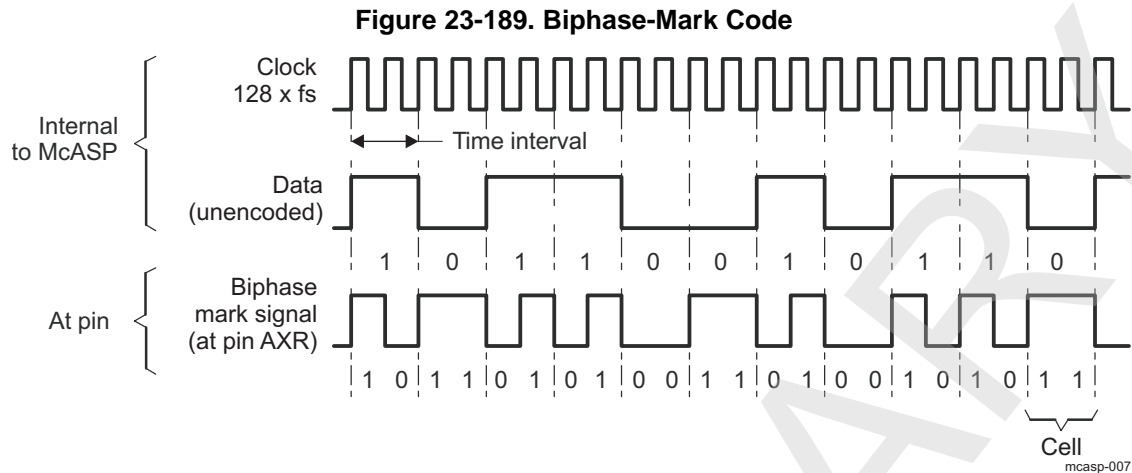 Figure 23-189. Biphase-Mark Code
Clock
128 x fs
Internal
to McASP
Time interval
Data
(unencoded)
1 0 1 1 0 0 1 0 1 1 0
At pin
Biphase
mark signal
(at pin AXR)
1 0 1 1 0 1 0 1 0 0 1 1 0 1 0 0 1 0 1 0 1 1
Cell
mcasp-007
ARY